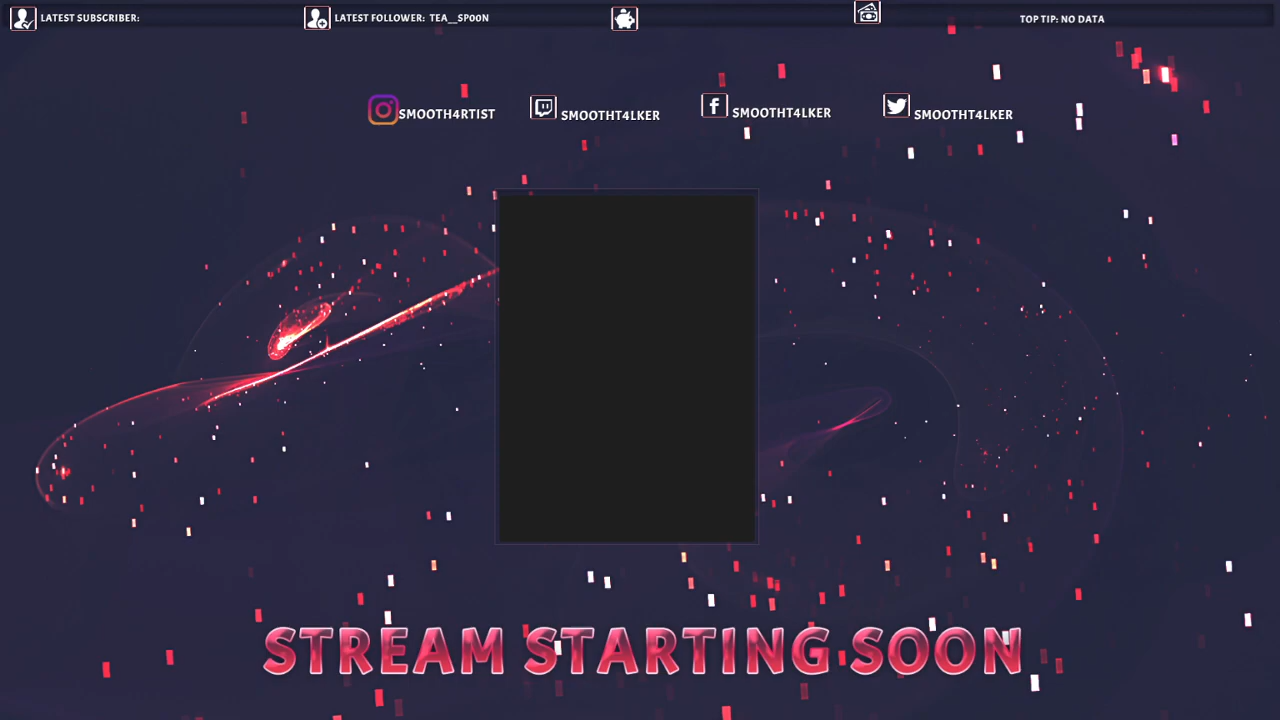 LATEST SUBSCRIBER:
LATEST FOLLOWER: TEA__SP00N
TOP TIP: NO DATA
SMOOTH4RTIST
SMOOTHT4LKER
SMOOTHT4LKER
SMOOTHT4LKER
STREAM STARTING SOON